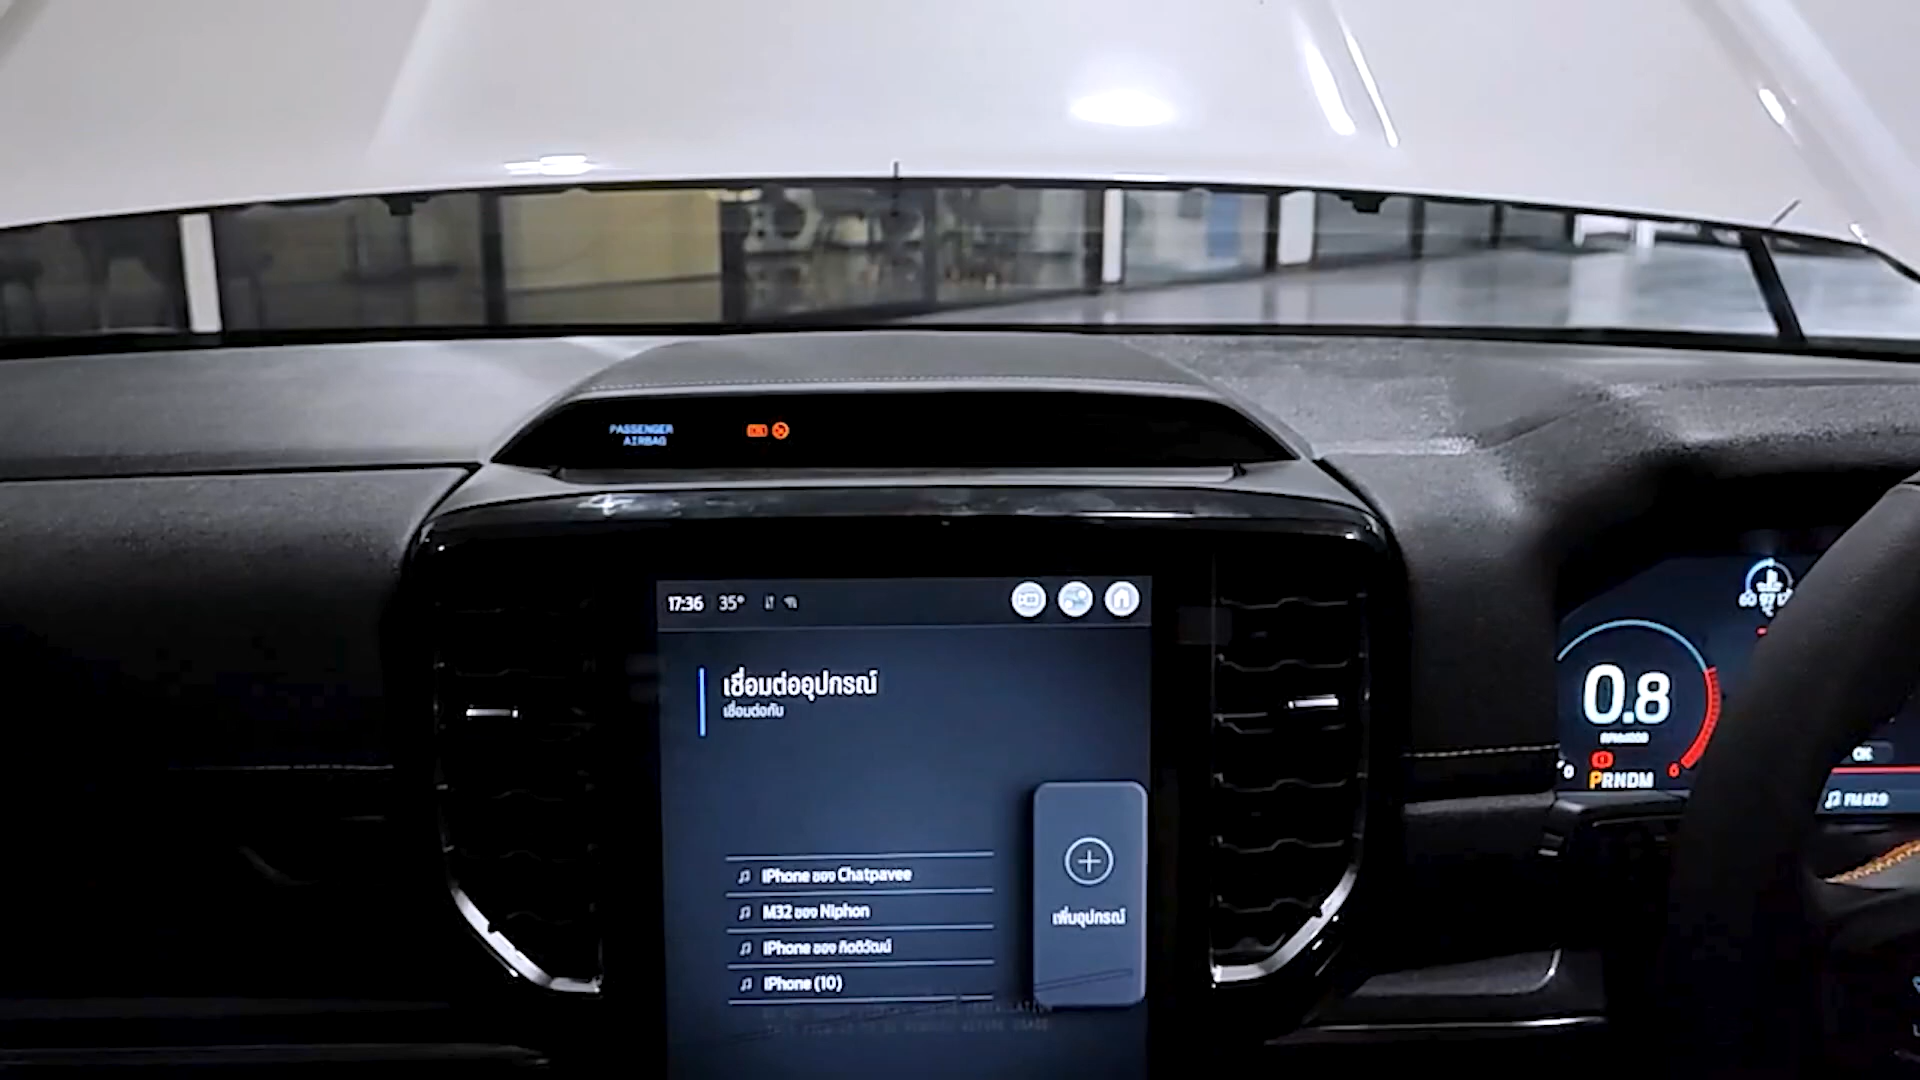 PASSENGER
AIRBAG
17:36 35°
เชื่อมต่ออุปกรณ์
เชื่อมต่อกับ
iPhone ของ Chatpavee
M32 ของ Niphon
iPhone ของ กิตติวัฒน์
iPhone (10)
เพิ่มอุปกรณ์
0.8
0 6
PRNDM
OK
FM 87.9